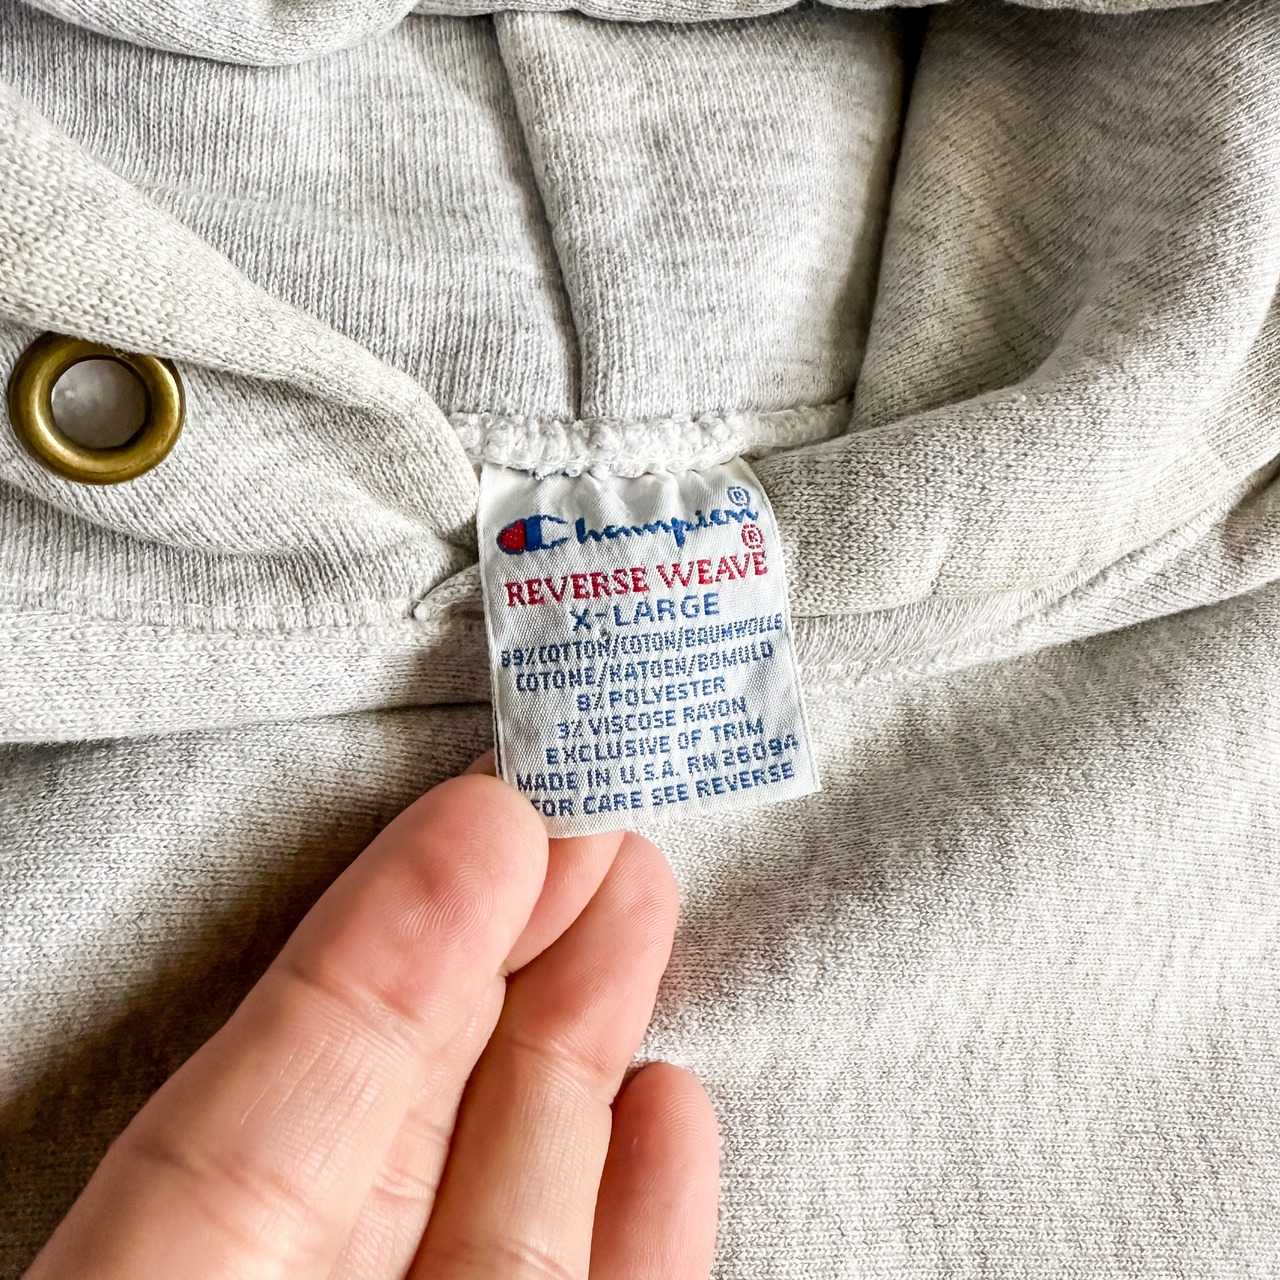 Champion®
REVERSE WEAVE®
X-LARGE
89% COTTON/COTON/BAUMWOLLE
COTONE/KATOEN/BOMULD
8% POLYESTER
3% VISCOSE RAYON
EXCLUSIVE OF TRIM
MADE IN U.S.A. RN 26094
FOR CARE SEE REVERSE